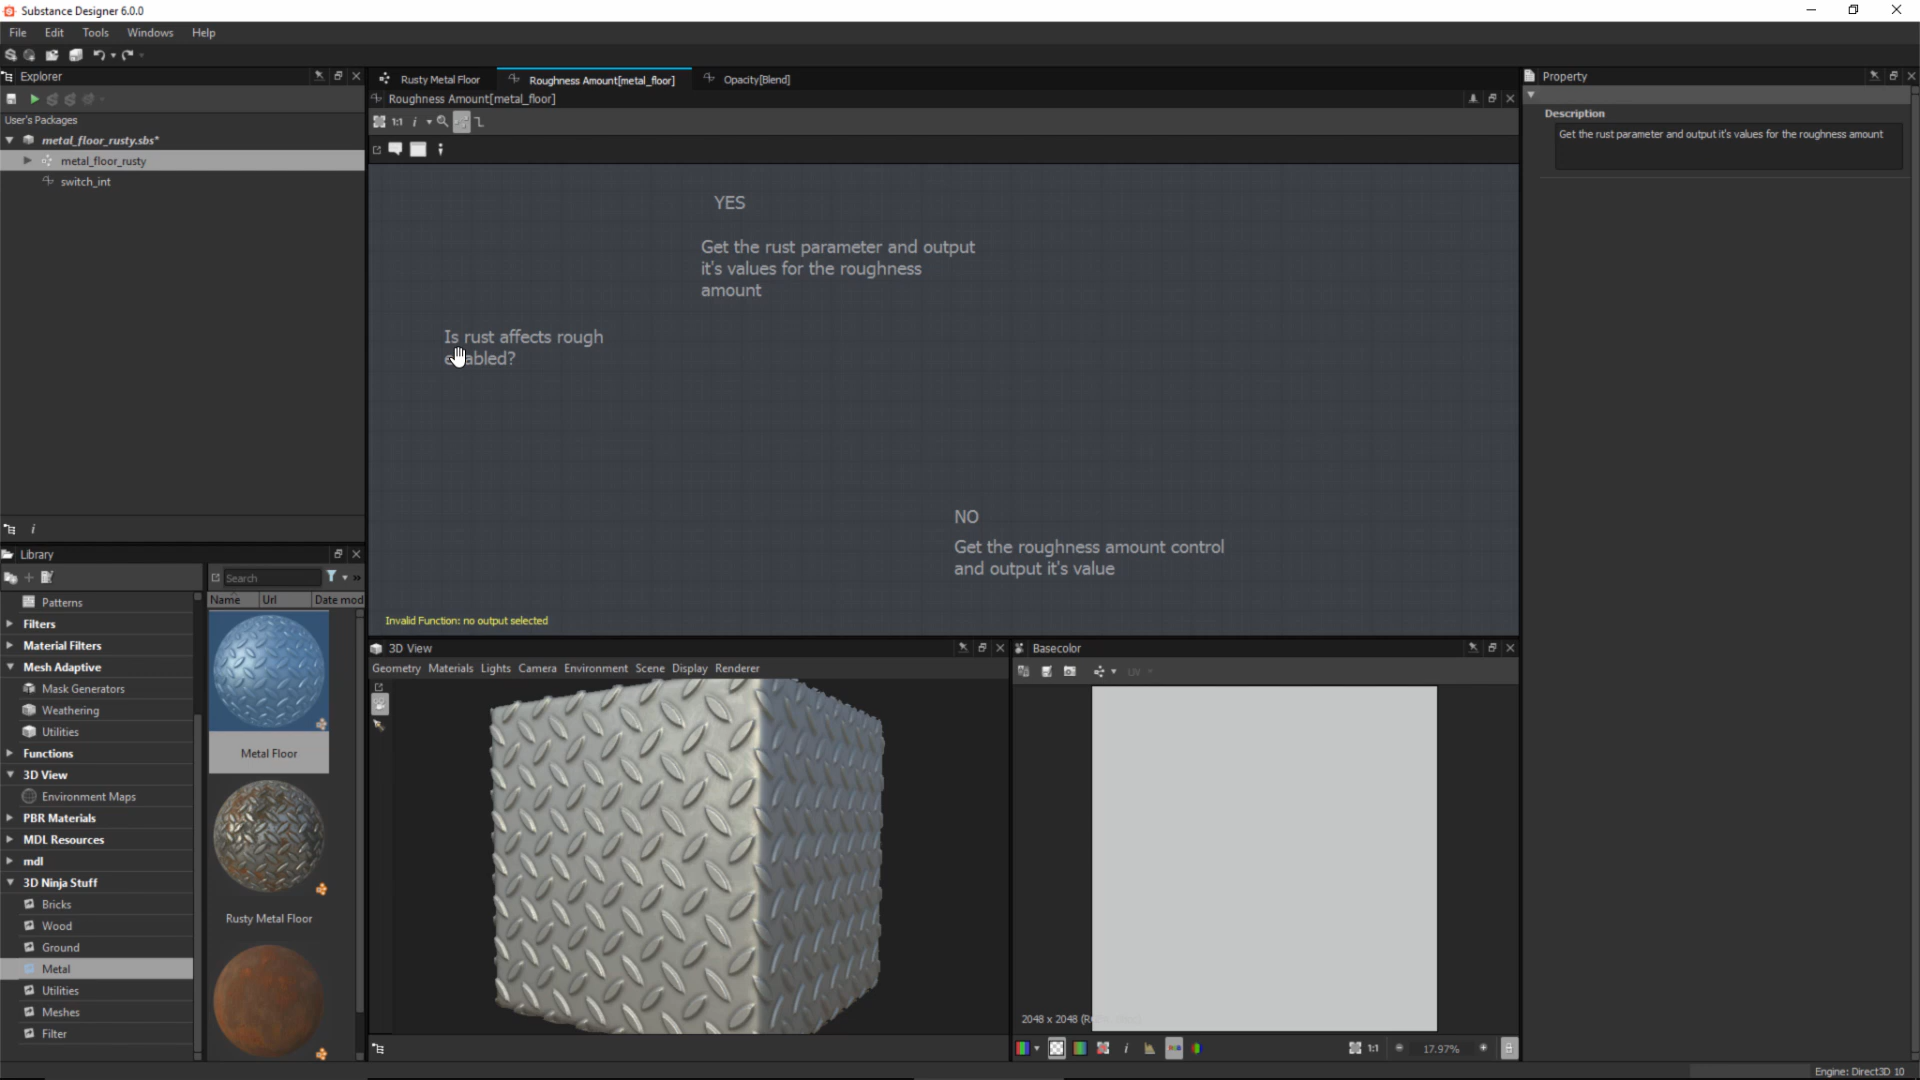 Substance Designer 6.0.0
File Edit Tools Windows Help
Explorer
User's Packages
metal_floor_rusty.sbs*
metal_floor_rusty
switch_int
Library
Search
Name Url Date mod
Patterns
Filters
Material Filters
Mesh Adaptive
Mask Generators
Weathering
Utilities
Functions
3D View
Environment Maps
PBR Materials
MDL Resources
mdl
3D Ninja Stuff
Bricks
Wood
Ground
Metal
Utilities
Meshes
Filter
Metal Floor
Rusty Metal Floor
Rusty Metal Floor Roughness Amount[metal_floor] Opacity[Blend]
Roughness Amount[metal_floor]
1:1
YES
Get the rust parameter and output
it's values for the roughness
amount
Is rust affects rough
NO
Get the roughness amount control
and output it's value
Invalid Function: no output selected
3D View
Geometry Materials Lights Camera Environment Scene Display Renderer
Basecolor
UV
2048 x 2048
1:1
17.97%
Property
Description
Get the rust parameter and output it's values for the roughness amount
Engine: Direct3D 10